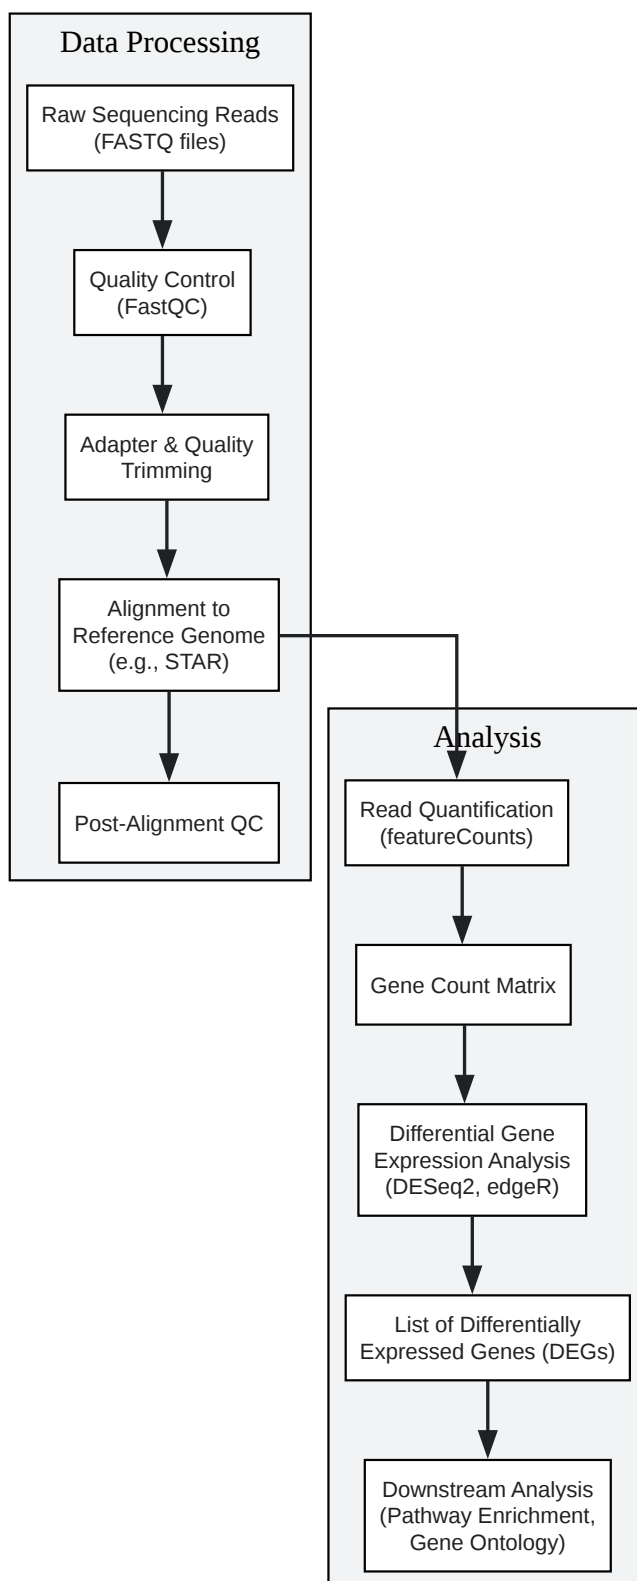 Data Processing
Raw Sequencing Reads
(FASTQ files)
Quality Control
(FastQC)
Adapter & Quality
Trimming
Alignment to
Reference Genome
(e.g., STAR)
Post-Alignment QC
Analysis
Read Quantification
(featureCounts)
Gene Count Matrix
Differential Gene
Expression Analysis
(DESeq2, edgeR)
List of Differentially
Expressed Genes (DEGs)
Downstream Analysis
(Pathway Enrichment,
Gene Ontology)